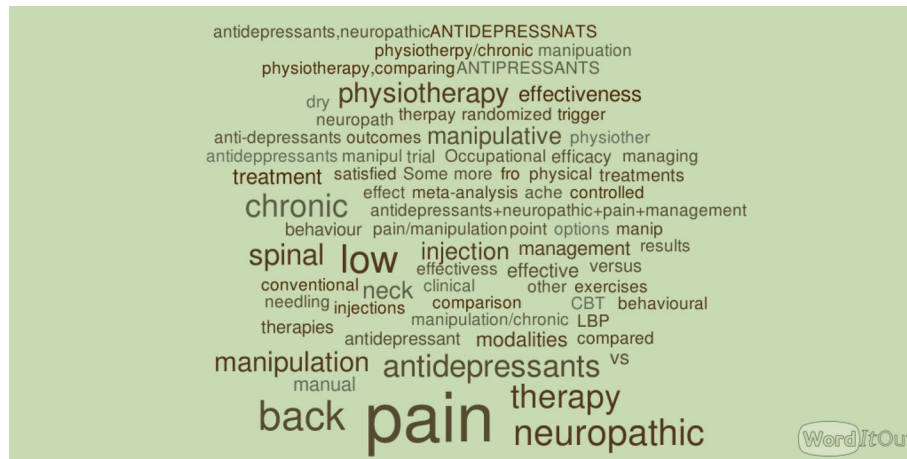 antidepressants,neuropathic ANTIDEPRESSNATS
physiotherpy/chronic manipuation
physiotherapy,comparing ANTIPRESSANTS
dry physiotherapy effectiveness
neuropath therpay randomized trigger
anti-depressants outcomes manipulative physiother
antideppressants manipul trial Occupational efficacy managing
treatment satisfied Some more fro physical treatments
effect meta-analysis ache controlled
chronic antidepressants+neuropathic+pain+management
behaviour pain/manipulation point options manip
spinal low injection management results
effectivess effective versus
conventional neck clinical other exercises
needling injections comparison CBT behavioural
therapies manipulation/chronic LBP
antidepressant modalities compared
manipulation antidepressants vs
manual
back pain therapy
neuropathic
WordItOut